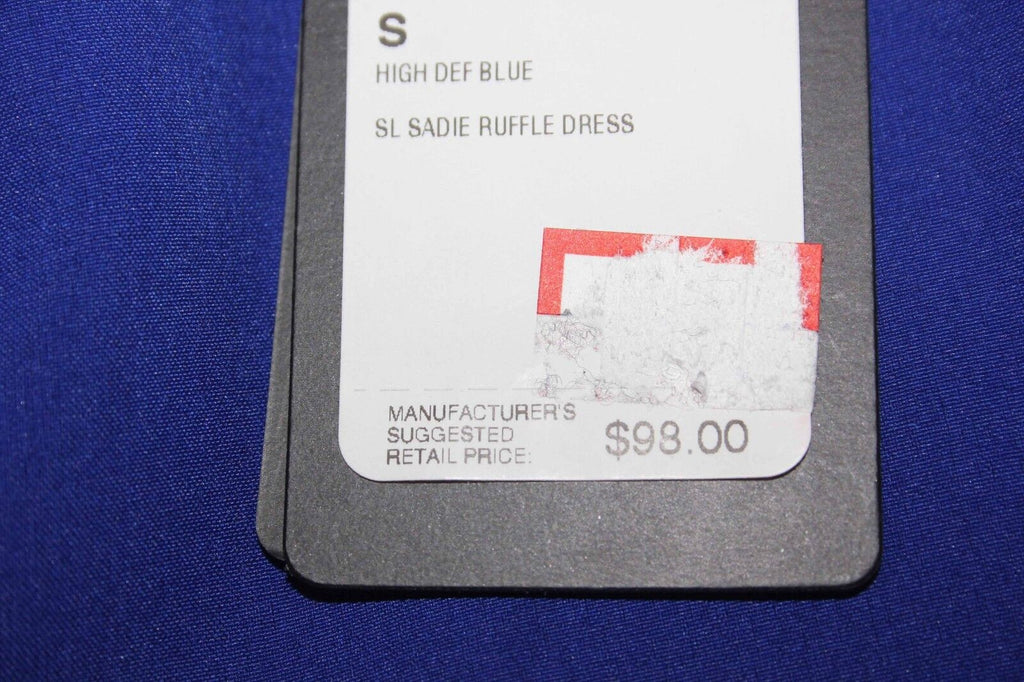 S
HIGH DEF BLUE
SL SADIE RUFFLE DRESS
MANUFACTURER'S
SUGGESTED
RETAIL PRICE:
$98.00